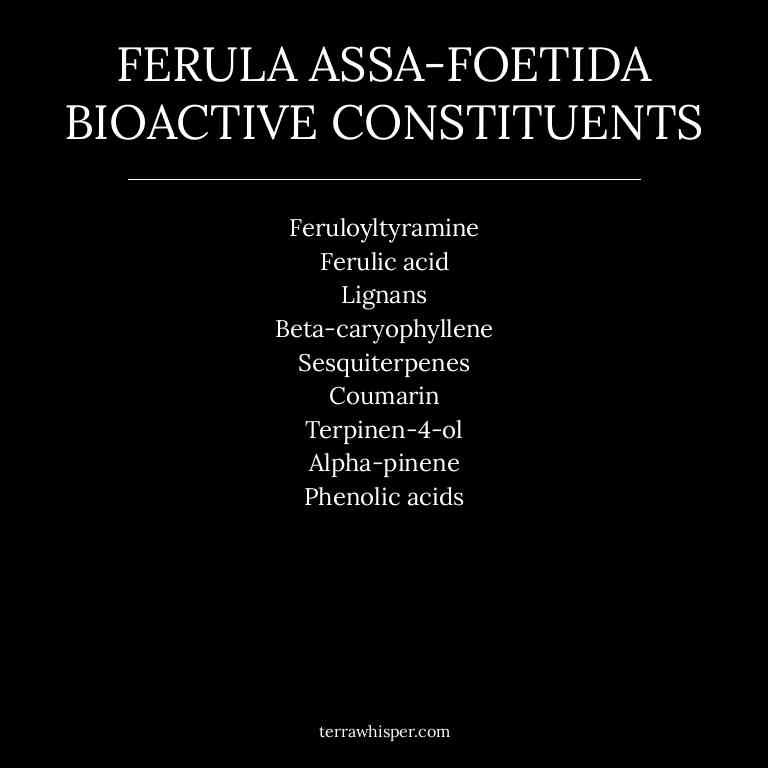 FERULA ASSA-FOETIDA
BIOACTIVE CONSTITUENTS
Feruloyltyramine
Ferulic acid
Lignans
Beta-caryophyllene
Sesquiterpenes
Coumarin
Terpinen-4-ol
Alpha-pinene
Phenolic acids
terrawhisper.com